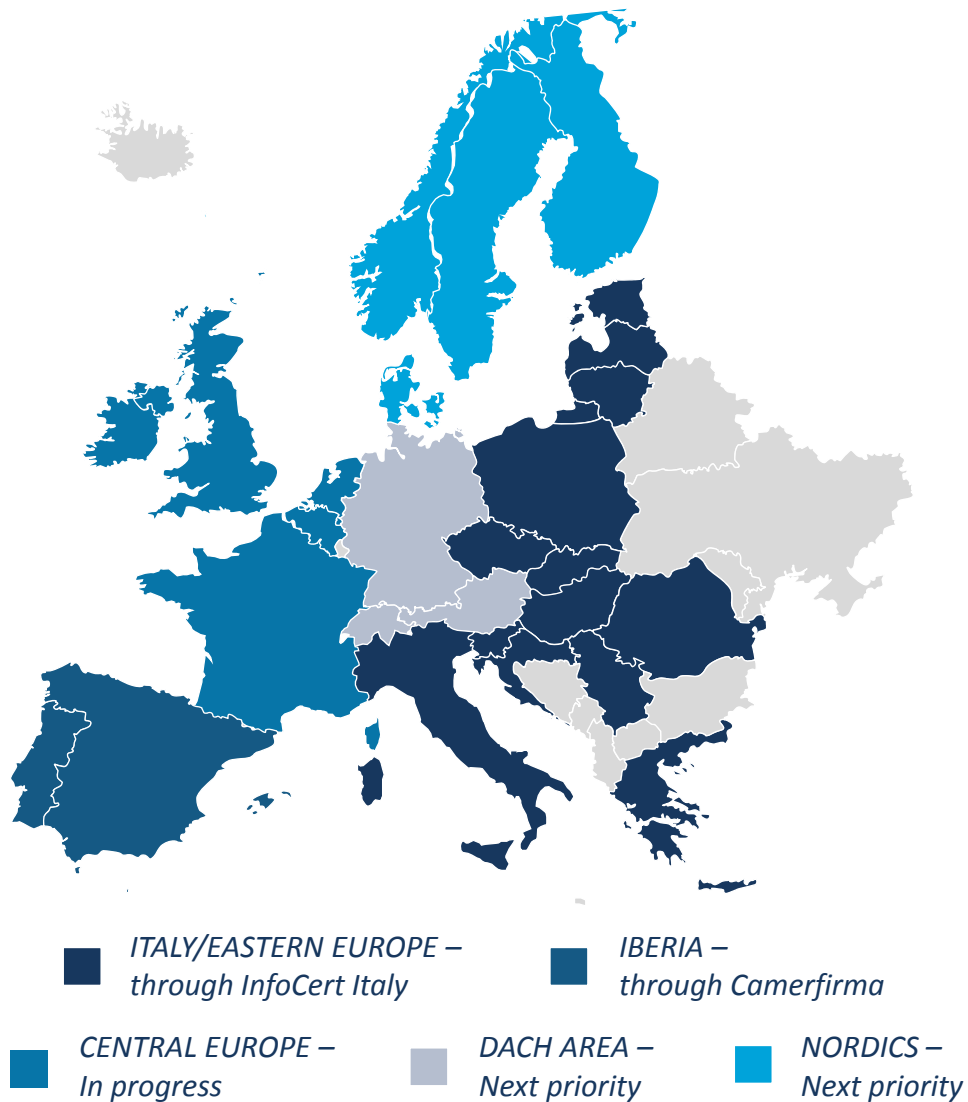 ITALY/EASTERN EUROPE –
through InfoCert Italy
IBERIA –
through Camerfirma
CENTRAL EUROPE –
In progress
DACH AREA –
Next priority
NORDICS –
Next priority